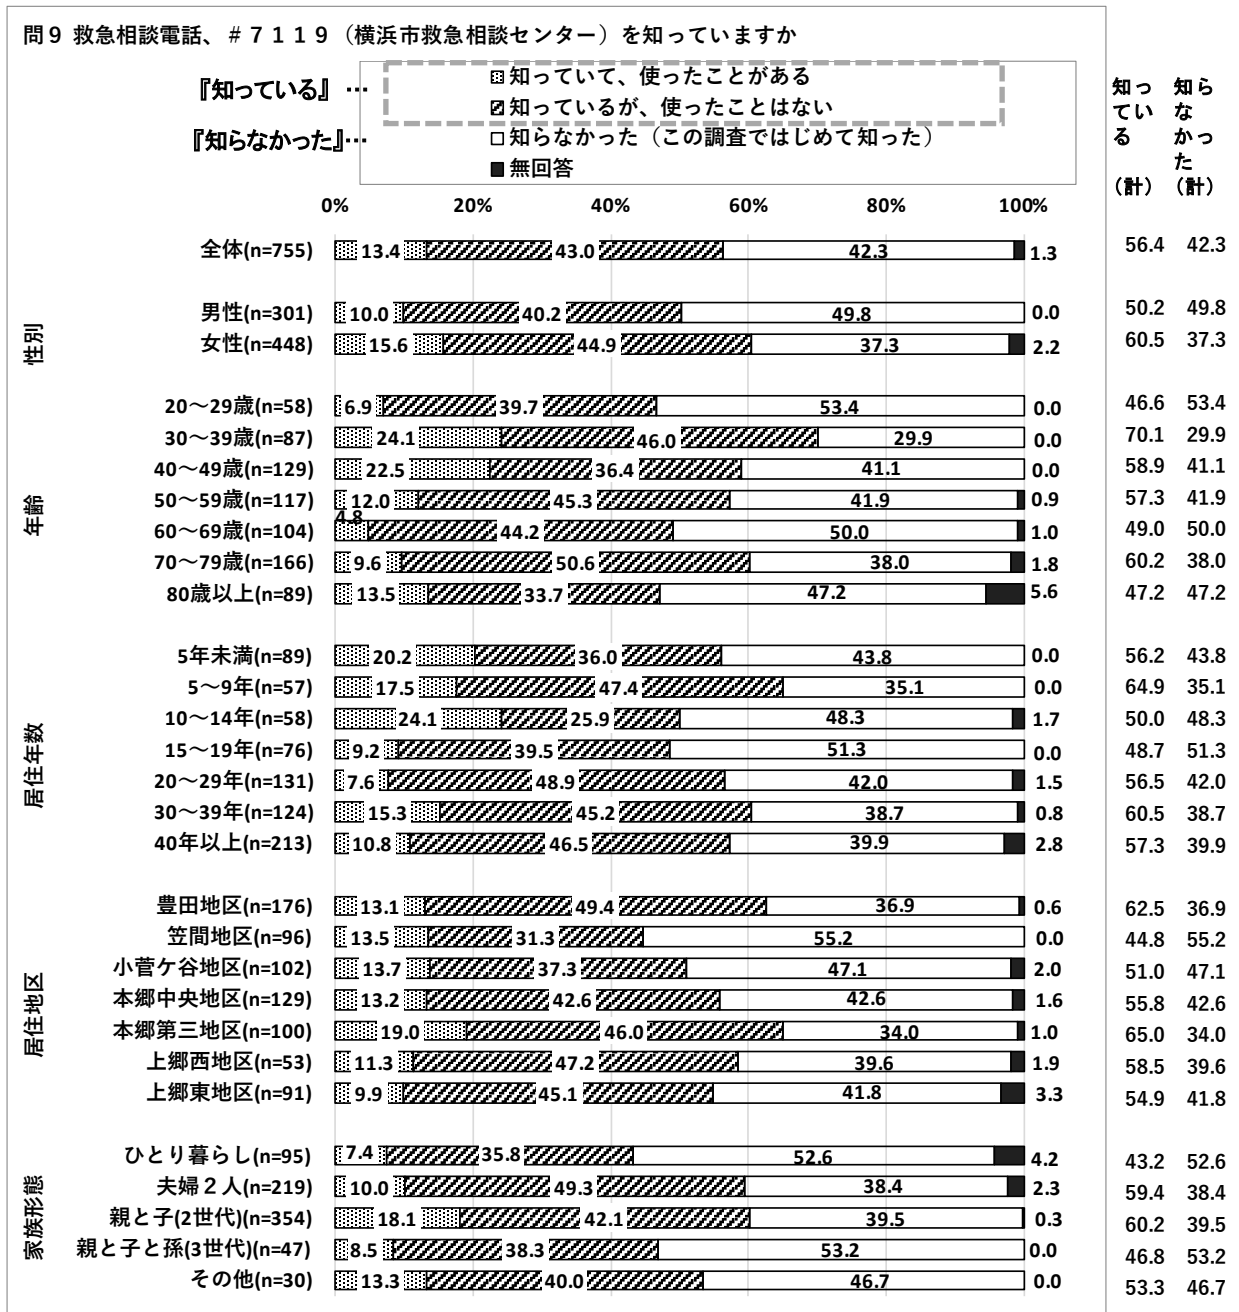 問９ 救急相談電話、＃７１１９（横浜市救急相談センター）を知っていますか
『知っている』…
知っていて、使ったことがある
知っているが、使ったことはない
『知らなかった』…
知らなかった（この調査ではじめて知った）
無回答
知っている（計）
知らなかった（計）
0% 20% 40% 60% 80% 100%
全体(n=755) 13.4 43.0 42.3 1.3 56.4 42.3
性別
男性(n=301) 10.0 40.2 49.8 0.0 50.2 49.8
女性(n=448) 15.6 44.9 37.3 2.2 60.5 37.3
年齢
20～29歳(n=58) 6.9 39.7 53.4 0.0 46.6 53.4
30～39歳(n=87) 24.1 46.0 29.9 0.0 70.1 29.9
40～49歳(n=129) 22.5 36.4 41.1 0.0 58.9 41.1
50～59歳(n=117) 12.0 45.3 41.9 0.9 57.3 41.9
60～69歳(n=104) 4.8 44.2 50.0 1.0 49.0 50.0
70～79歳(n=166) 9.6 50.6 38.0 1.8 60.2 38.0
80歳以上(n=89) 13.5 33.7 47.2 5.6 47.2 47.2
居住年数
5年未満(n=89) 20.2 36.0 43.8 0.0 56.2 43.8
5～9年(n=57) 17.5 47.4 35.1 0.0 64.9 35.1
10～14年(n=58) 24.1 25.9 48.3 1.7 50.0 48.3
15～19年(n=76) 9.2 39.5 51.3 0.0 48.7 51.3
20～29年(n=131) 7.6 48.9 42.0 1.5 56.5 42.0
30～39年(n=124) 15.3 45.2 38.7 0.8 60.5 38.7
40年以上(n=213) 10.8 46.5 39.9 2.8 57.3 39.9
居住地区
豊田地区(n=176) 13.1 49.4 36.9 0.6 62.5 36.9
笠間地区(n=96) 13.5 31.3 55.2 0.0 44.8 55.2
小菅ケ谷地区(n=102) 13.7 37.3 47.1 2.0 51.0 47.1
本郷中央地区(n=129) 13.2 42.6 42.6 1.6 55.8 42.6
本郷第三地区(n=100) 19.0 46.0 34.0 1.0 65.0 34.0
上郷西地区(n=53) 11.3 47.2 39.6 1.9 58.5 39.6
上郷東地区(n=91) 9.9 45.1 41.8 3.3 54.9 41.8
家族形態
ひとり暮らし(n=95) 7.4 35.8 52.6 4.2 43.2 52.6
夫婦２人(n=219) 10.0 49.3 38.4 2.3 59.4 38.4
親と子(2世代)(n=354) 18.1 42.1 39.5 0.3 60.2 39.5
親と子と孫(3世代)(n=47) 8.5 38.3 53.2 0.0 46.8 53.2
その他(n=30) 13.3 40.0 46.7 0.0 53.3 46.7